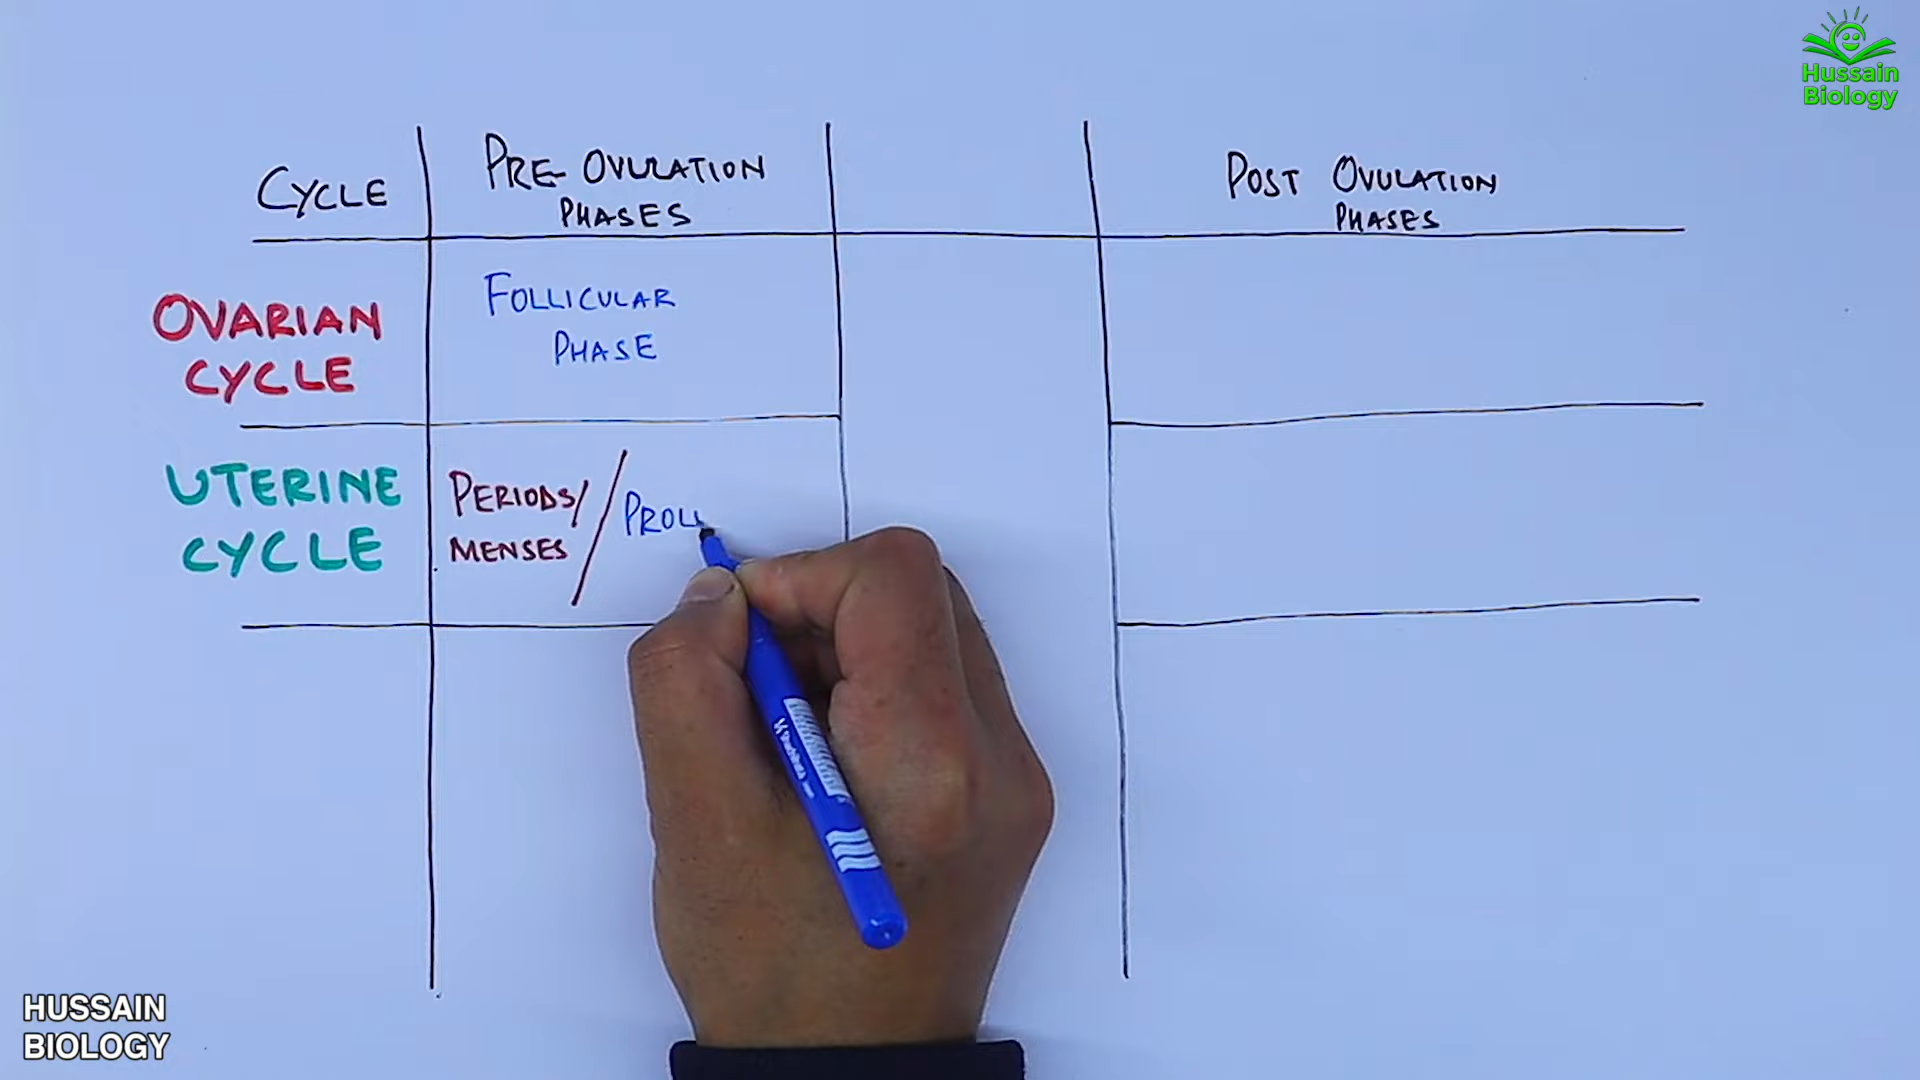 Hussain
Biology
CYCLE
PRE-OVULATION
PHASES
POST OVULATION
PHASES
OVARIAN
CYCLE
FOLLICULAR
PHASE
UTERINE
CYCLE
PERIODS/
MENSES
/
HUSSAIN
BIOLOGY